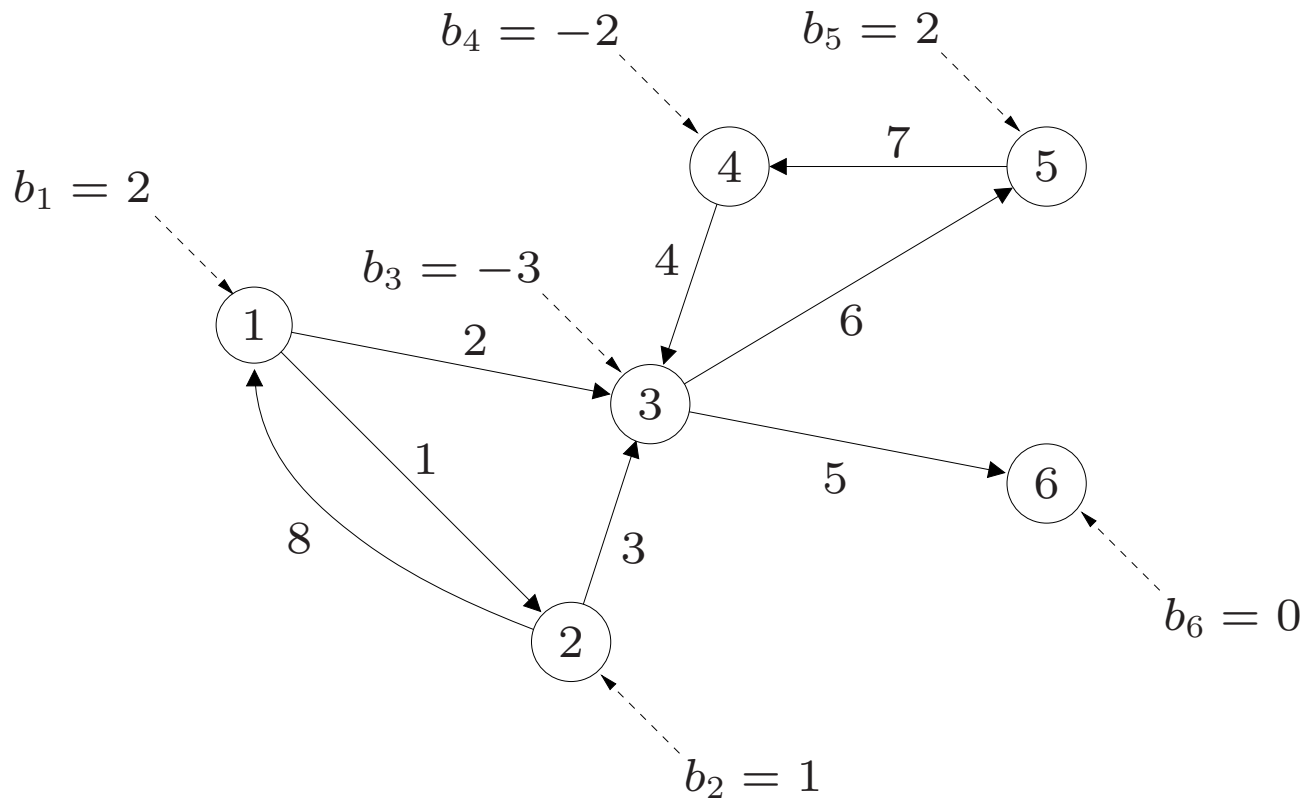 b₄ = −2
b₅ = 2
7
4
5
b₁ = 2
4
b₃ = −3
6
1
2
3
5
6
1
8
3
2
b₆ = 0
b₂ = 1